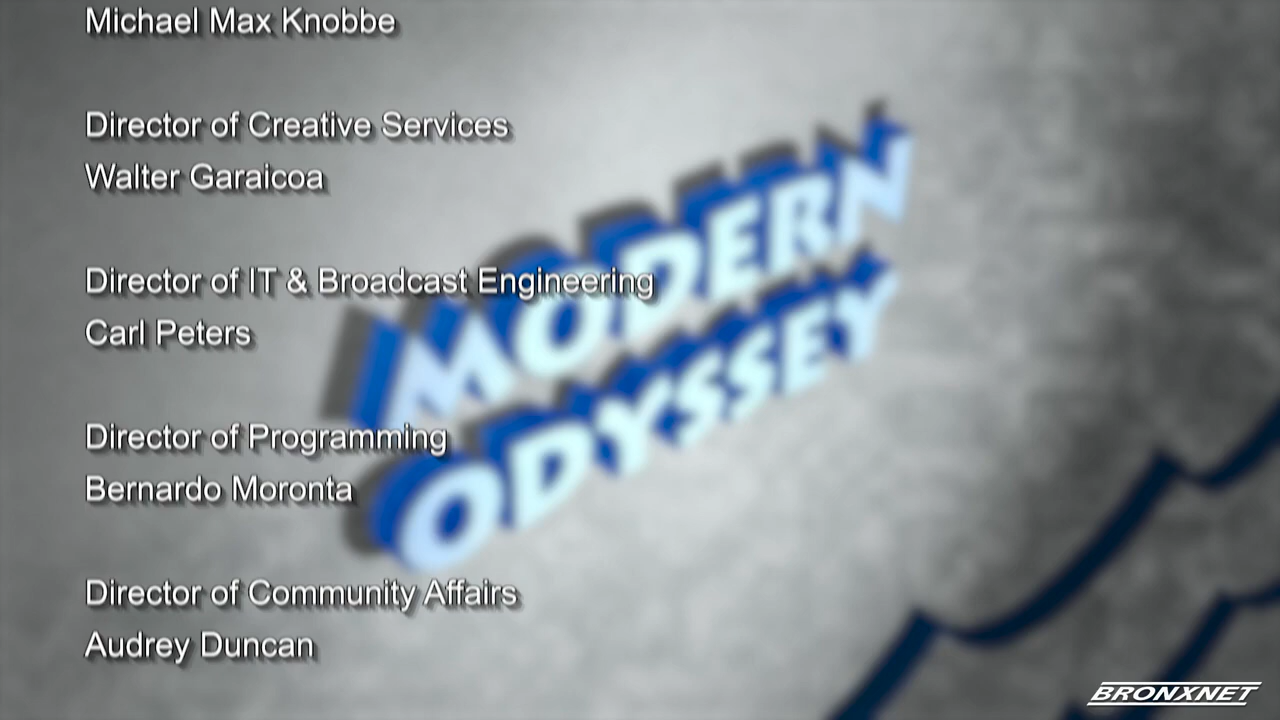 Michael Max Knobbe
Director of Creative Services
Walter Garaicoa
Director of IT & Broadcast Engineering
Carl Peters
Director of Programming
Bernardo Moronta
Director of Community Affairs
Audrey Duncan
MODERN
ODYSSEY
BRONXNET